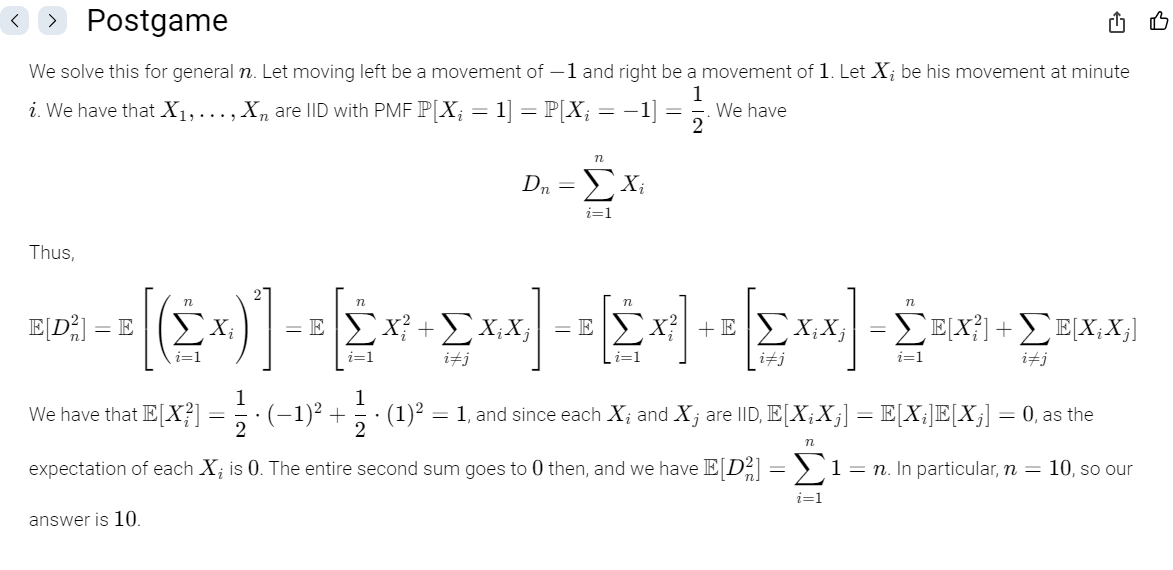 Postgame
We solve this for general $n$. Let moving left be a movement of $-1$ and right be a movement of $1$. Let $X_i$ be his movement at minute
$i$. We have that $X_1, \ldots, X_n$ are IID with PMF $\mathbb{P}[X_i = 1] = \mathbb{P}[X_i = -1] = \frac{1}{2}$. We have
$D_n = \sum_{i=1}^{n} X_i$
Thus,
$\mathbb{E}[D_n^2] = \mathbb{E}\left[\left(\sum_{i=1}^{n} X_i\right)^2\right] = \mathbb{E}\left[\sum_{i=1}^{n} X_i^2 + \sum_{i \neq j} X_i X_j\right] = \mathbb{E}\left[\sum_{i=1}^{n} X_i^2\right] + \mathbb{E}\left[\sum_{i \neq j} X_i X_j\right] = \sum_{i=1}^{n} \mathbb{E}[X_i^2] + \sum_{i \neq j} \mathbb{E}[X_i X_j]$
We have that $\mathbb{E}[X_i^2] = \frac{1}{2} \cdot (-1)^2 + \frac{1}{2} \cdot (1)^2 = 1$, and since each $X_i$ and $X_j$ are IID, $\mathbb{E}[X_i X_j] = \mathbb{E}[X_i]\mathbb{E}[X_j] = 0$, as the
expectation of each $X_i$ is $0$. The entire second sum goes to $0$ then, and we have $\mathbb{E}[D_n^2] = \sum_{i=1}^{n} 1 = n$. In particular, $n = 10$, so our
answer is $10$.